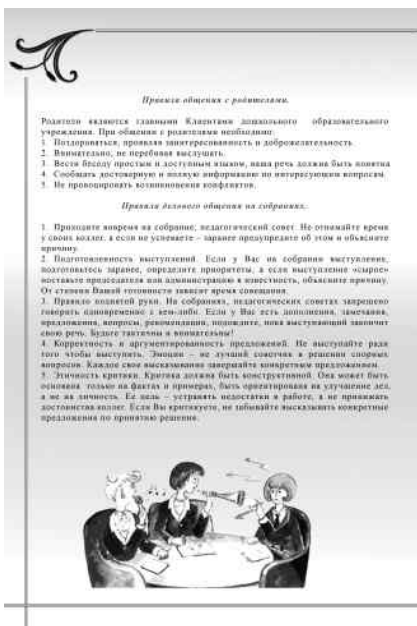 Правила общения с родителями.
Родители являются главными Клиентами дошкольного образовательного
учреждения. При общении с родителями необходимо:
1. Поздороваться, проявляя заинтересованность и доброжелательность.
2. Внимательно, не перебивая выслушать.
3. Вести беседу простым и доступным языком, ваша речь должна быть понятна
4. Сообщать достоверную и полную информацию по интересующим вопросам.
5. Не провоцировать возникновения конфликтов.
Правила делового общения на собраниях.
1. Приходите вовремя на собрание, педагогический совет. Не отнимайте время
у своих коллег, а если не успеваете – заранее предупредите об этом и объясните
причину.
2. Подготовленность выступлений. Если у Вас на собрании выступление,
подготовьтесь заранее, определите приоритеты, а если выступление «сырое»
поставьте председателя или администрацию в известность, объясните причину.
От степени Вашей готовности зависит время совещания.
3. Правило поднятой руки. На собраниях, педагогических советах запрещено
говорить одновременно с кем-либо. Если у Вас есть дополнения, замечания,
предложения, вопросы, рекомендации, подождите, пока выступающий закончит
свою речь. Будьте тактичны и внимательны!
4. Корректность и аргументированность предложений. Не выступайте ради
того чтобы выступить. Эмоции – не лучший советчик в решении спорных
вопросов. Каждое свое высказывание завершайте конкретным предложением.
5. Этичность критики. Критика должна быть конструктивной. Она может быть
основана только на фактах и примерах, быть ориентирована на улучшение дел,
а не на личность. Ее цель – устранять недостатки в работе, а не принижать
достоинства коллег. Если Вы критикуете, не забывайте высказывать конкретные
предложения по принятию решения.